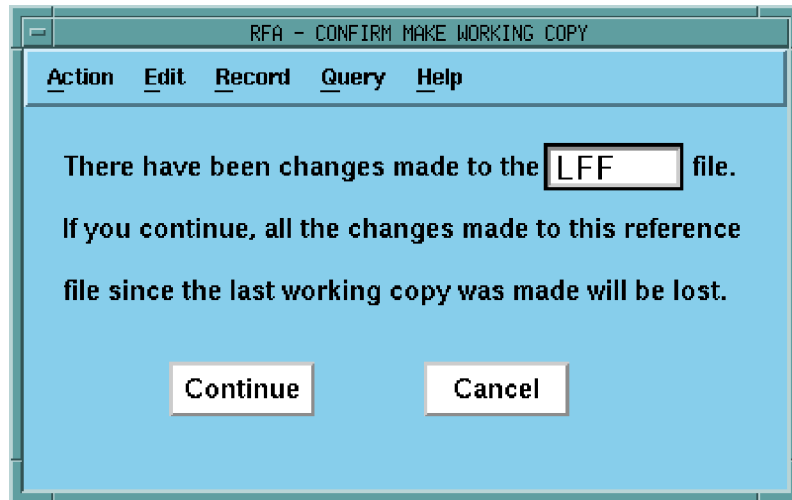 RFA - CONFIRM MAKE WORKING COPY
Action Edit Record Query Help
There have been changes made to the LFF file.
If you continue, all the changes made to this reference
file since the last working copy was made will be lost.
Continue Cancel